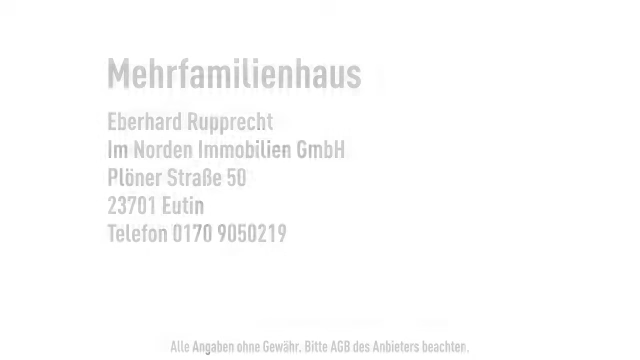 Mehrfamilienhaus
Eberhard Rupprecht
Im Norden Immobilien GmbH
Plöner Straße 50
23701 Eutin
Telefon 0170 9050219
Alle Angaben ohne Gewähr. Bitte AGB des Anbieters beachten.